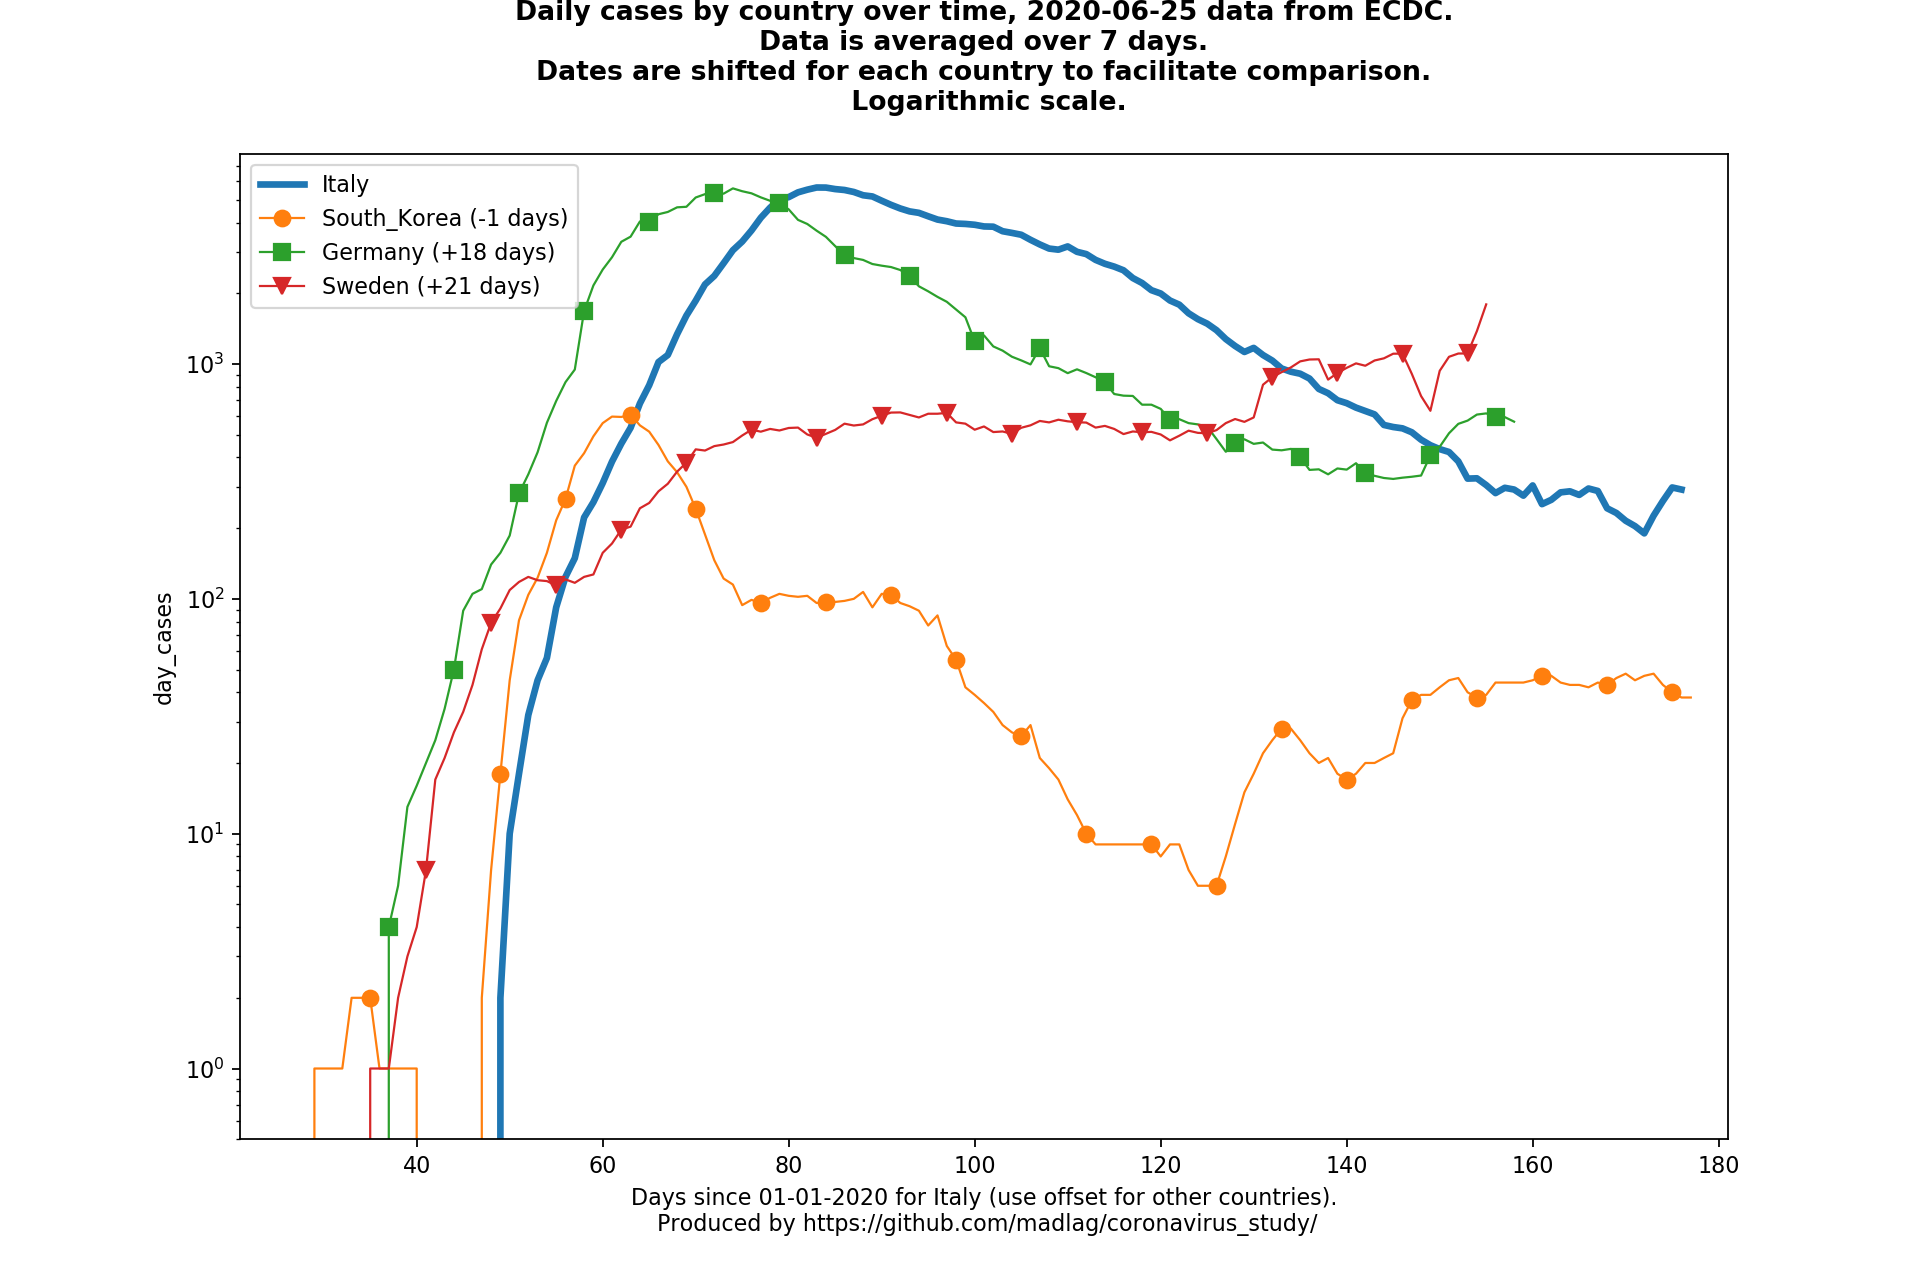 Daily cases by country over time, 2020-06-25 data from ECDC.
Data is averaged over 7 days.
Dates are shifted for each country to facilitate comparison.
Logarithmic scale.
Italy
South_Korea (-1 days)
Germany (+18 days)
Sweden (+21 days)
day_cases
10³
10²
10¹
10⁰
40 60 80 100 120 140 160 180
Days since 01-01-2020 for Italy (use offset for other countries).
Produced by https://github.com/madlag/coronavirus_study/